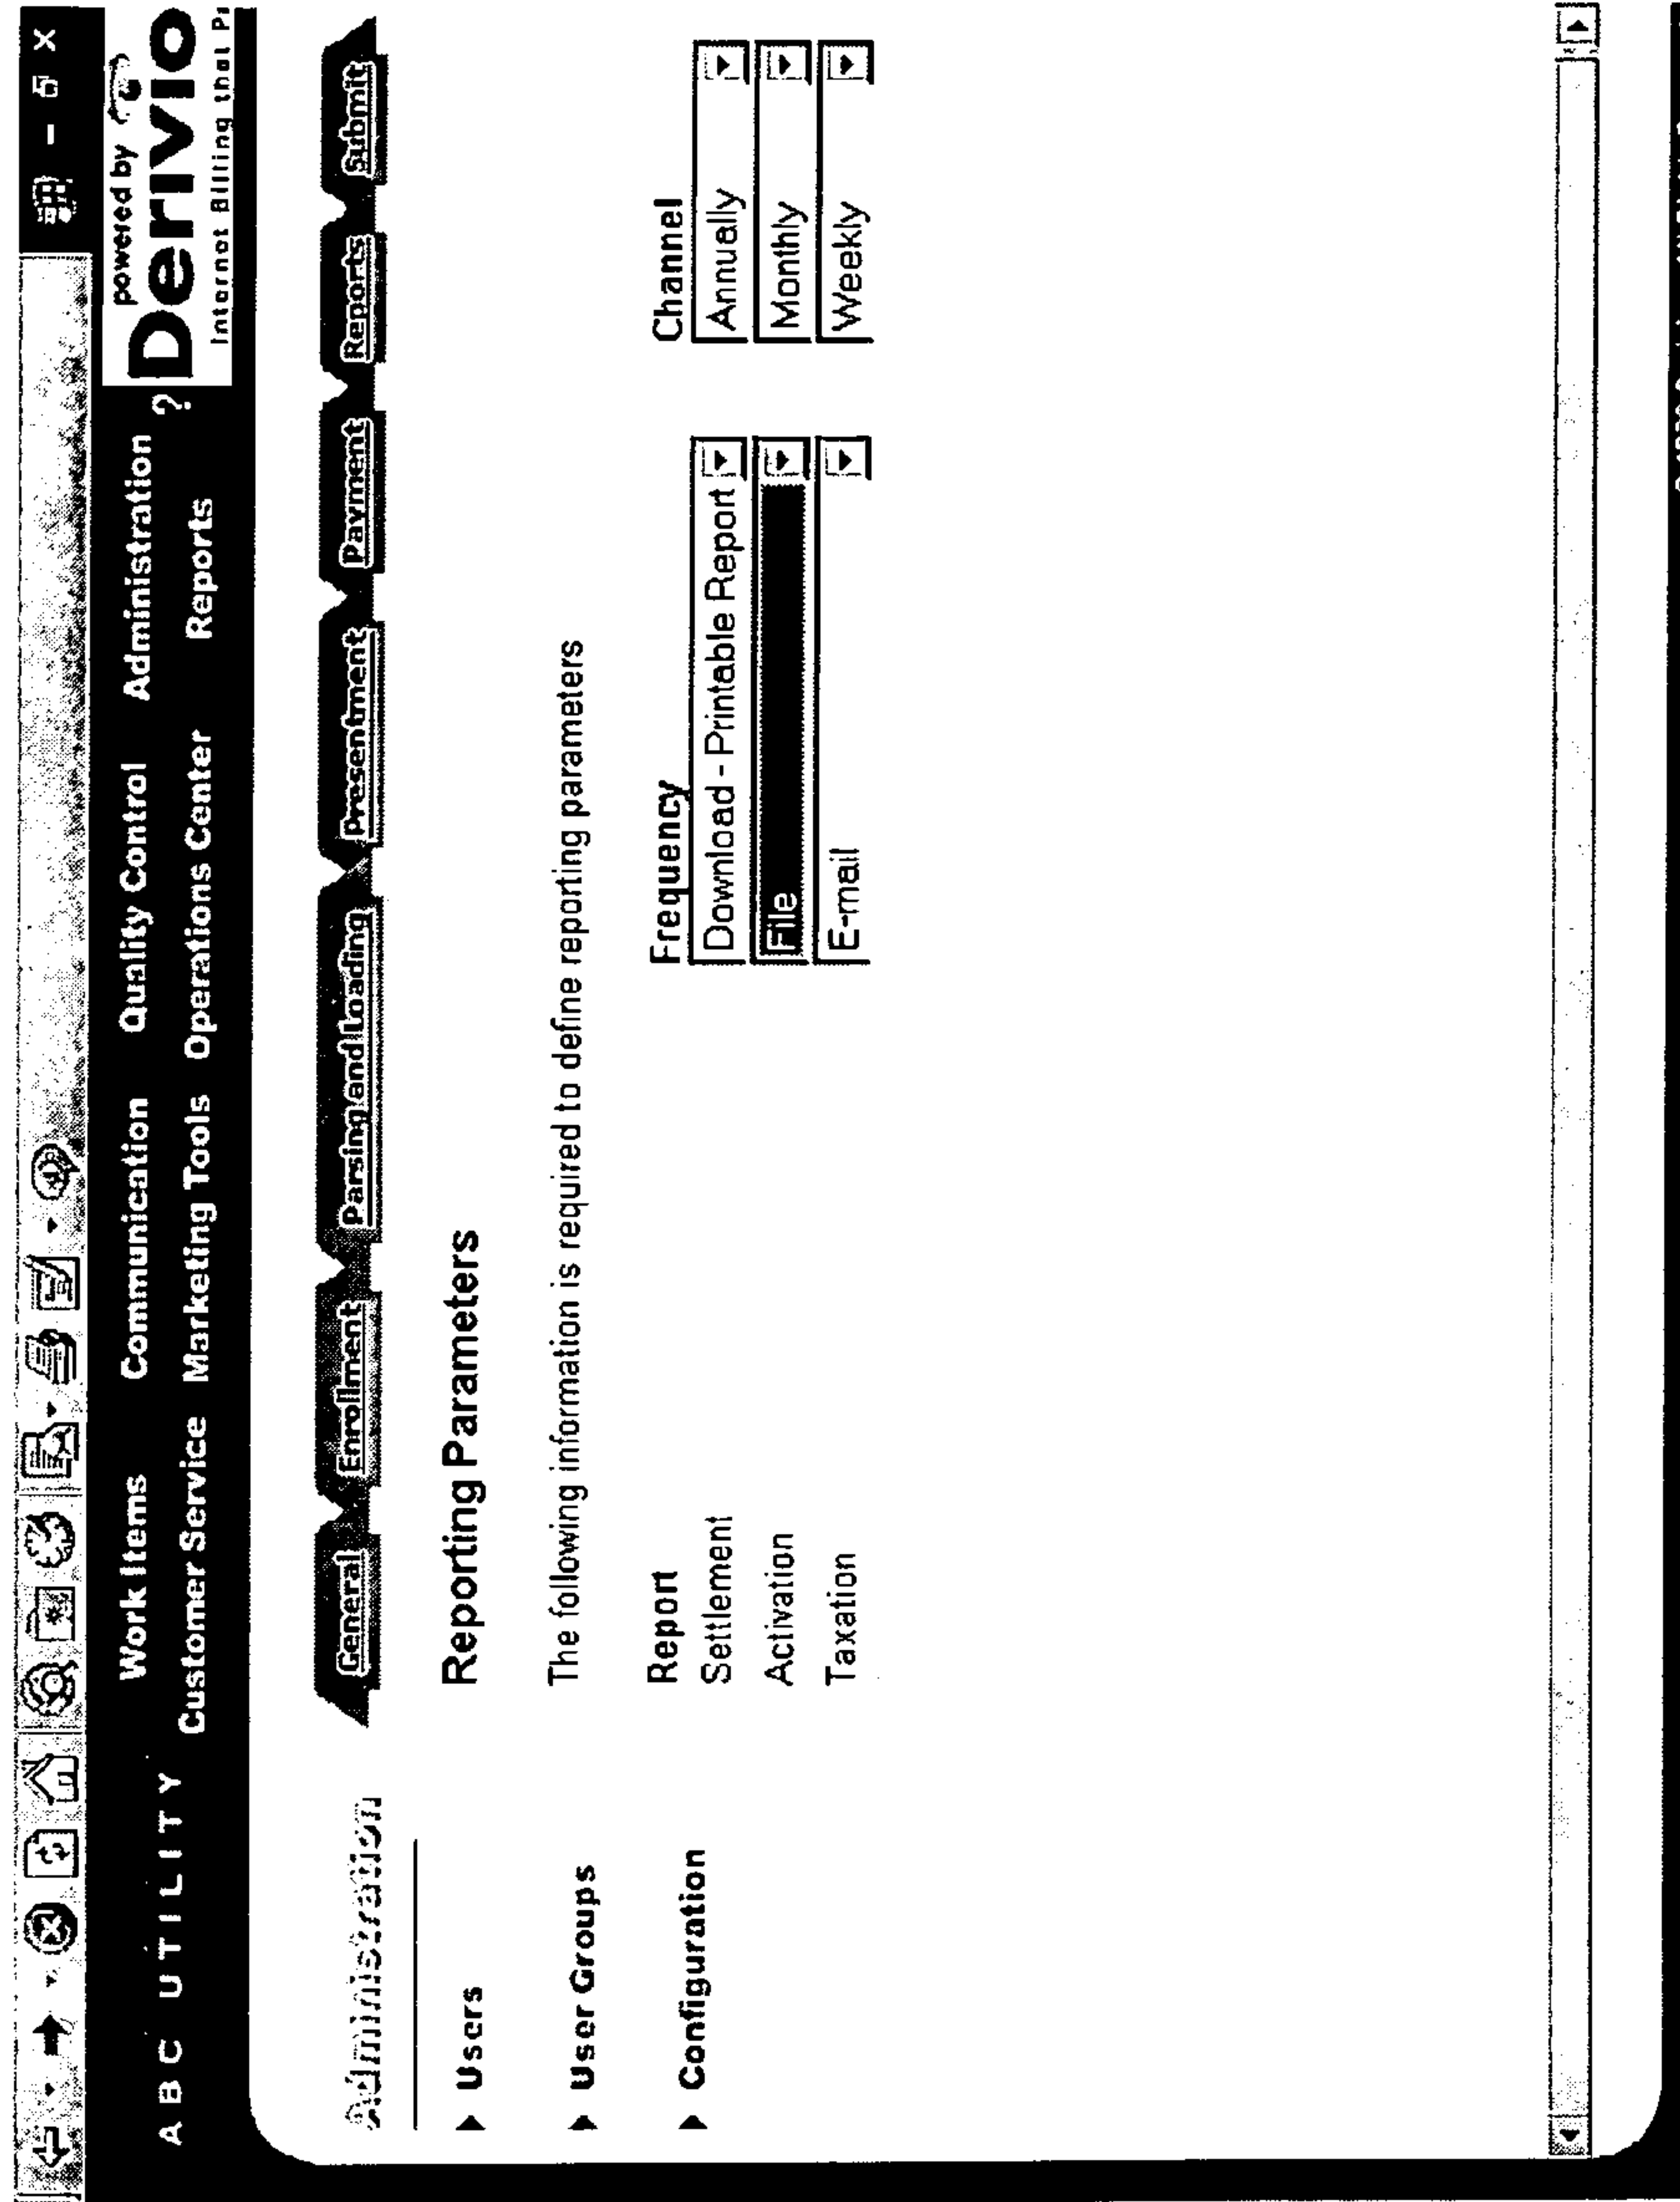 powered by
Derivio
Internot Billing that
ABC UTILITY
Work Items Communication Quality Control Administration ?
Customer Service Marketing Tools Operations Center Reports
Administration
General Enrollment Parsing and Loading Presentment Payment Reports Submit
Users
User Groups
Configuration
Reporting Parameters
The following information is required to define reporting parameters
Report Frequency Channel
Settlement Download - Printable Report Annually
Activation File Monthly
Taxation E-mail Weekly